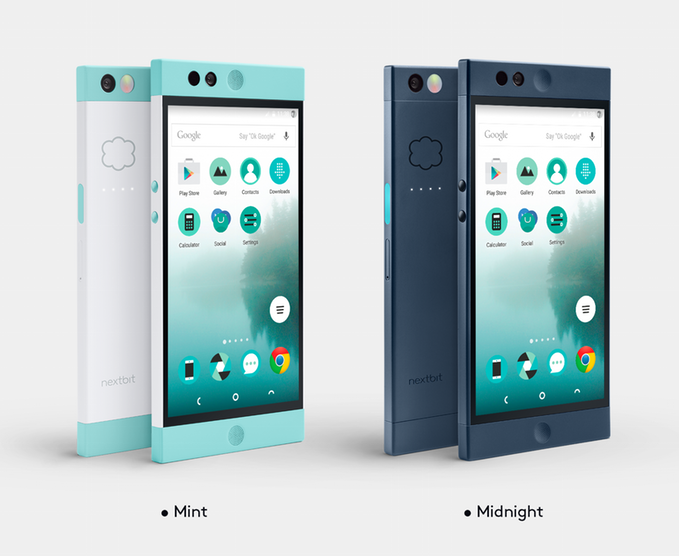 Google Say "Ok Google"
Play Store Gallery Contacts Downloads
Calculator Social Settings
nextbit
Google Say "Ok Google"
Play Store Gallery Contacts Downloads
Calculator Social Settings
nextbit
• Mint
• Midnight